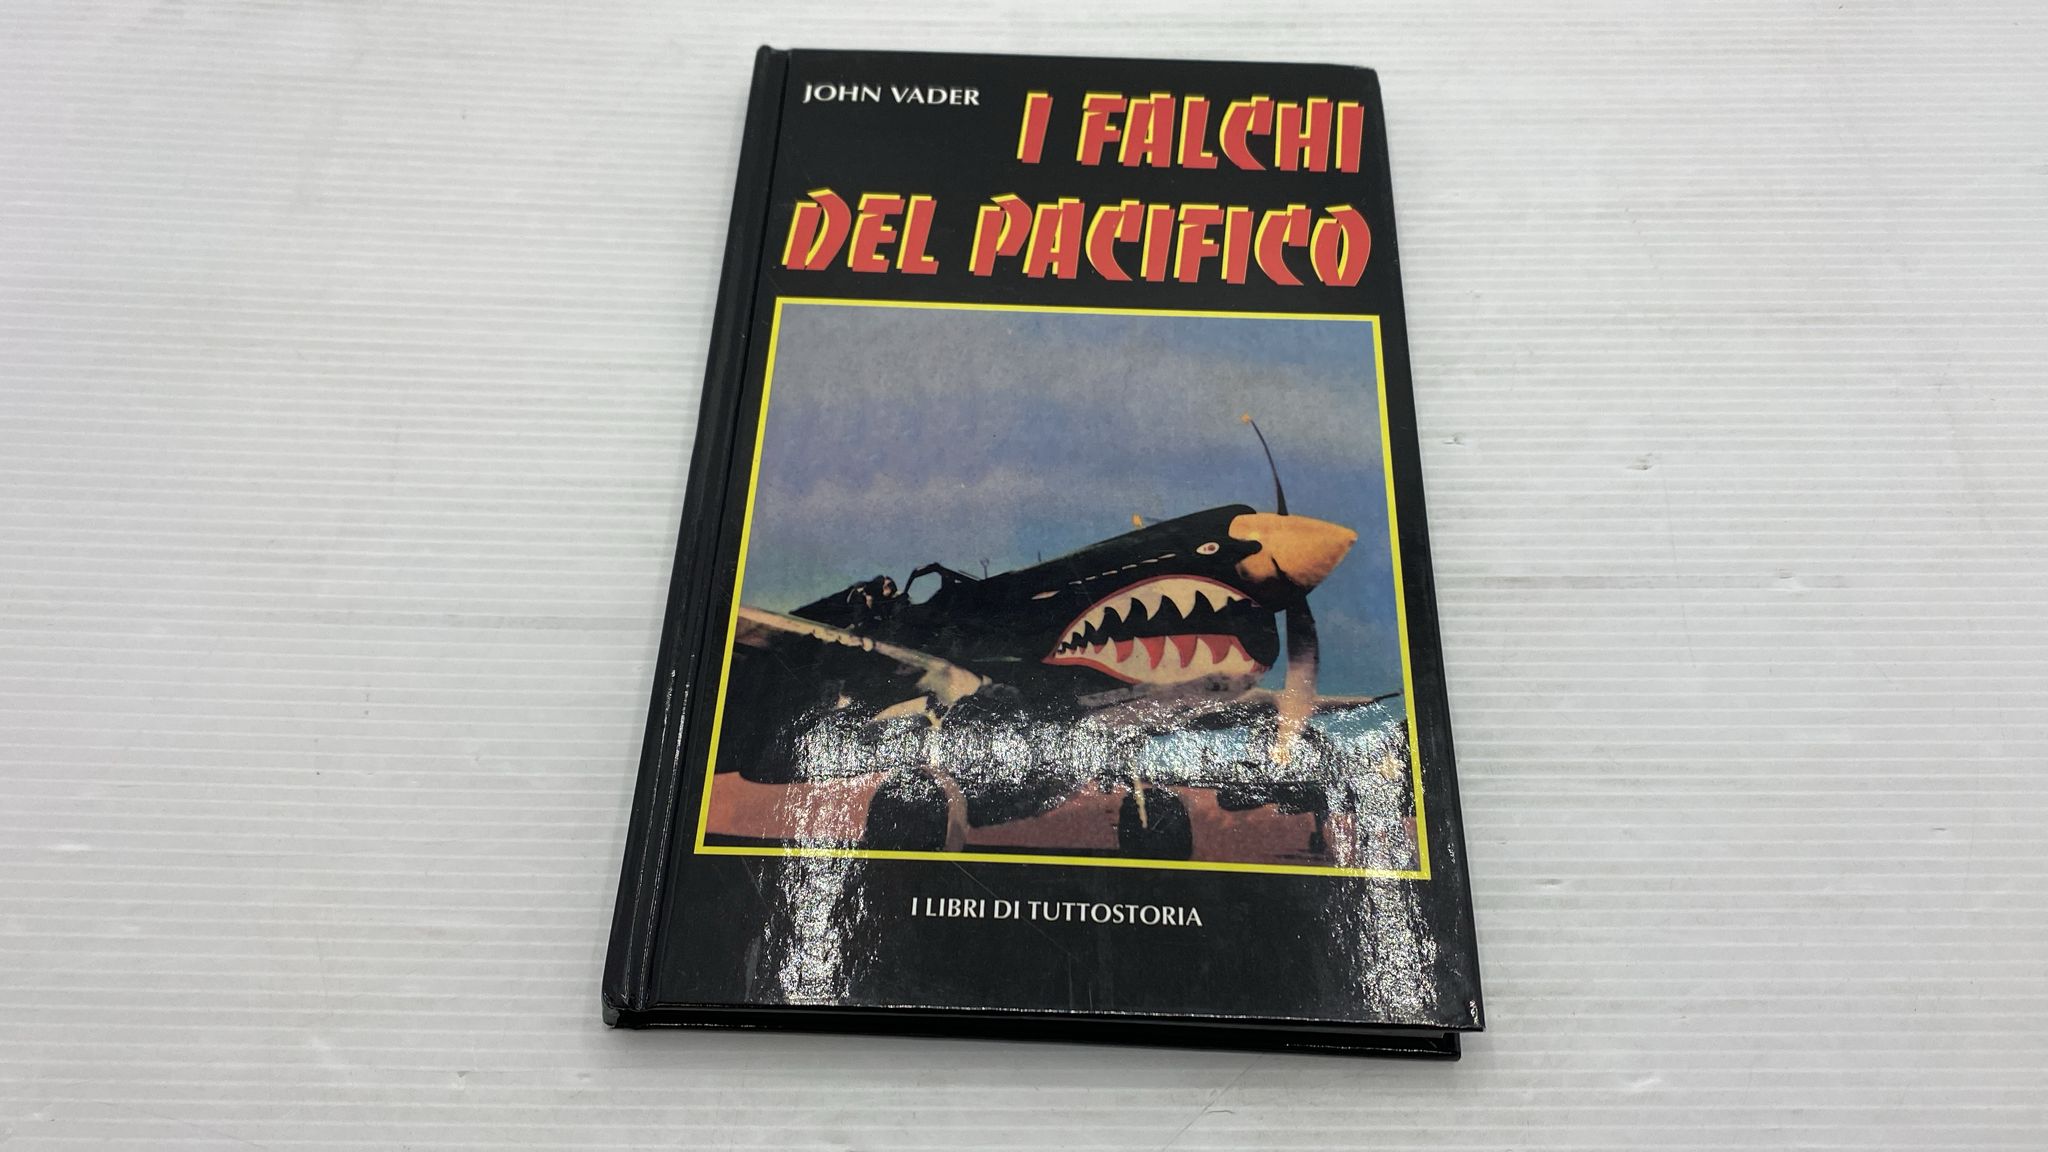 JOHN VADER
I FALCHI
DEL PACIFICO
I LIBRI DI TUTTOSTORIA